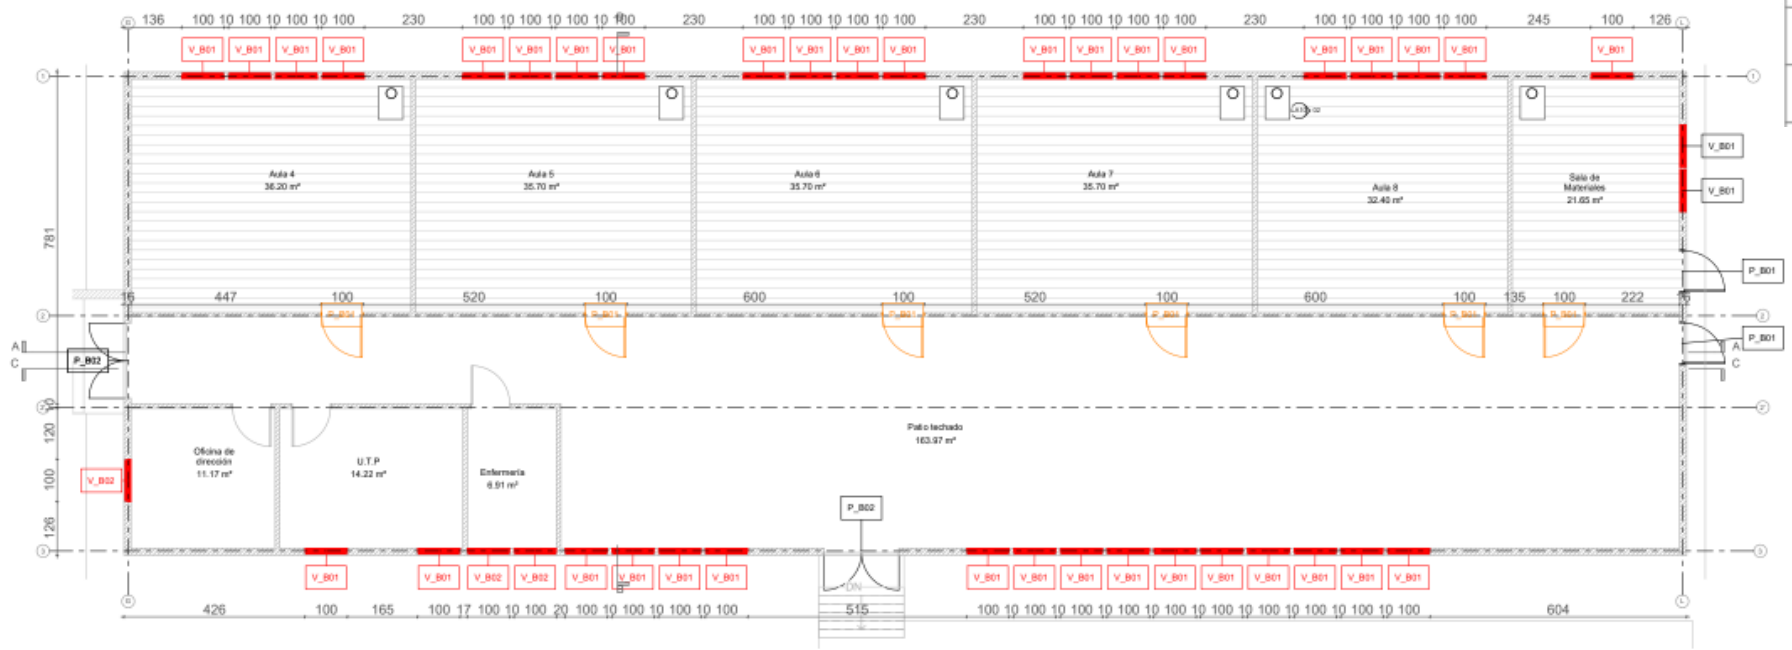 136 100 10 100 10 100 10 100 230 100 10 100 10 100 10 100 230 100 10 100 10 100 10 100 230 100 10 100 10 100 10 100 230 100 10 100 10 100 10 100 245 100 126
V_B01 V_B01 V_B01 V_B01 V_B01 V_B01 V_B01 V_B01 V_B01 V_B01 V_B01 V_B01 V_B01 V_B01 V_B01 V_B01 V_B01 V_B01 V_B01 V_B01 V_B01
1 1
V_B01
V_B01
Aula 4
36.20 m²
Aula 5
35.70 m²
Aula 6
35.70 m²
Aula 7
35.70 m²
Aula 8
32.40 m²
Sala de
Materiales
21.65 m²
781
P_B01
16 447 100 520 100 600 100 520 100 600 100 135 100 222
2 2
P_B01
A A
C C
P_B02
2'
120
100
126
Oficina de
dirección
11.17 m²
U.T.P
14.22 m²
Enfermería
6.91 m²
Patio techado
163.97 m²
V_B02
P_B02
3 3
V_B01 V_B01 V_B02 V_B02 V_B01 V_B01 V_B01 V_B01 V_B01 V_B01 V_B01 V_B01 V_B01 V_B01 V_B01 V_B01 V_B01 V_B01
DN
426 100 165 100 17 100 10 100 20 100 10 100 10 100 10 100 515 100 10 100 10 100 10 100 10 100 10 100 10 100 10 100 10 100 10 100 604